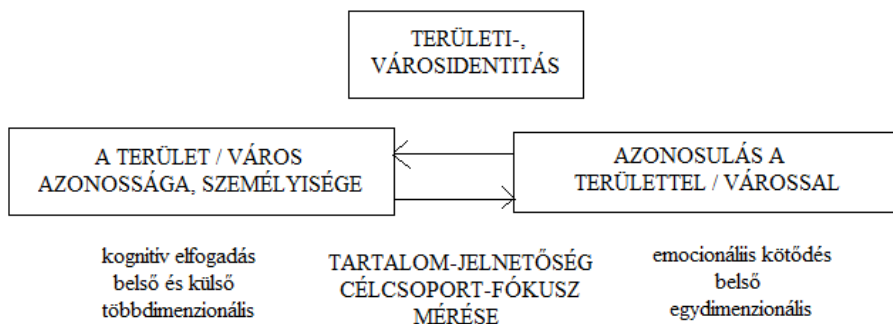 TERÜLETI-,
VÁROSIDENTITÁS
A TERÜLET / VÁROS
AZONOSSÁGA, SZEMÉLYISÉGE
AZONOSULÁS A
TERÜLETTEL / VÁROSSAL
kognitív elfogadás
belső és külső
többdimenzionális
TARTALOM-JELNETŐSÉG
CÉLCSOPORT-FÓKUSZ
MÉRÉSE
emocionáliis kötődés
belső
egydimenzionális